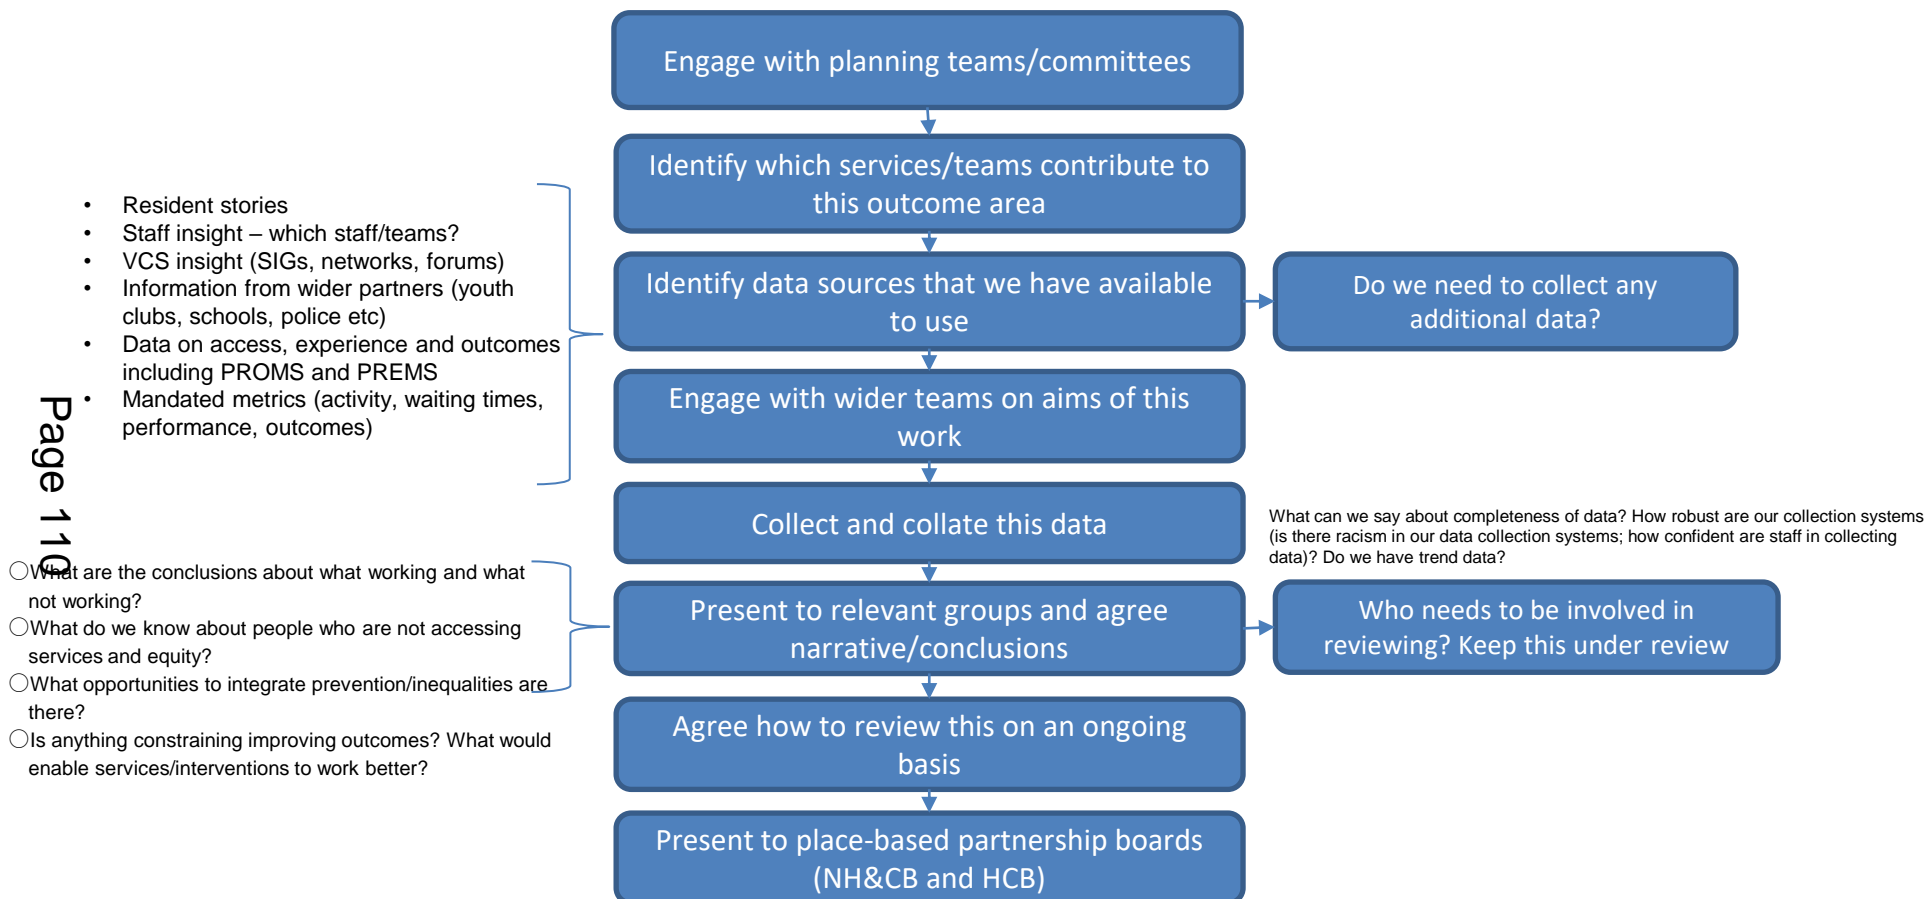 Engage with planning teams/committees
Identify which services/teams contribute to
this outcome area
• Resident stories
• Staff insight – which staff/teams?
• VCS insight (SIGs, networks, forums)
• Information from wider partners (youth
clubs, schools, police etc)
• Data on access, experience and outcomes
including PROMS and PREMS
• Mandated metrics (activity, waiting times,
performance, outcomes)
Identify data sources that we have available
to use
Do we need to collect any
additional data?
Engage with wider teams on aims of this
work
Page 110
Collect and collate this data
What can we say about completeness of data? How robust are our collection systems
(is there racism in our data collection systems; how confident are staff in collecting
data)? Do we have trend data?
○What are the conclusions about what working and what
not working?
○What do we know about people who are not accessing
services and equity?
○What opportunities to integrate prevention/inequalities are
there?
○Is anything constraining improving outcomes? What would
enable services/interventions to work better?
Present to relevant groups and agree
narrative/conclusions
Who needs to be involved in
reviewing? Keep this under review
Agree how to review this on an ongoing
basis
Present to place-based partnership boards
(NH&CB and HCB)